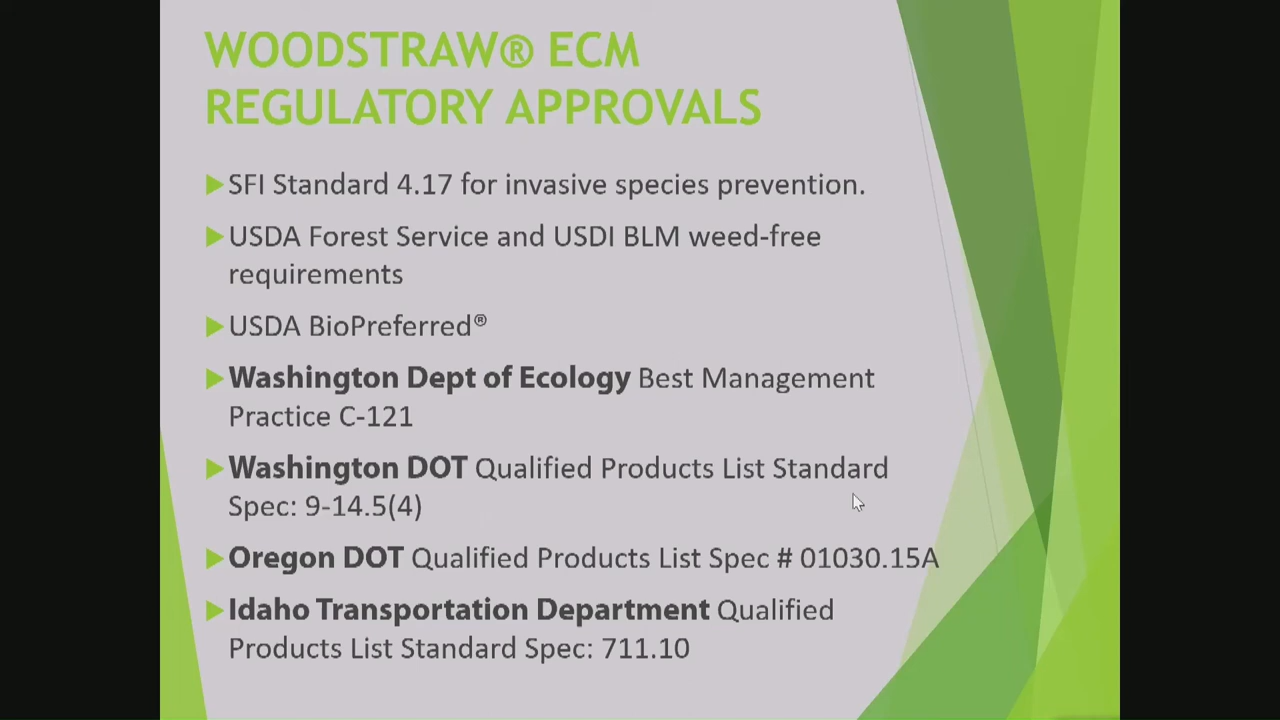 WOODSTRAW® ECM
REGULATORY APPROVALS
SFI Standard 4.17 for invasive species prevention.
USDA Forest Service and USDI BLM weed-free
requirements
USDA BioPreferred®
Washington Dept of Ecology Best Management
Practice C-121
Washington DOT Qualified Products List Standard
Spec: 9-14.5(4)
Oregon DOT Qualified Products List Spec # 01030.15A
Idaho Transportation Department Qualified
Products List Standard Spec: 711.10